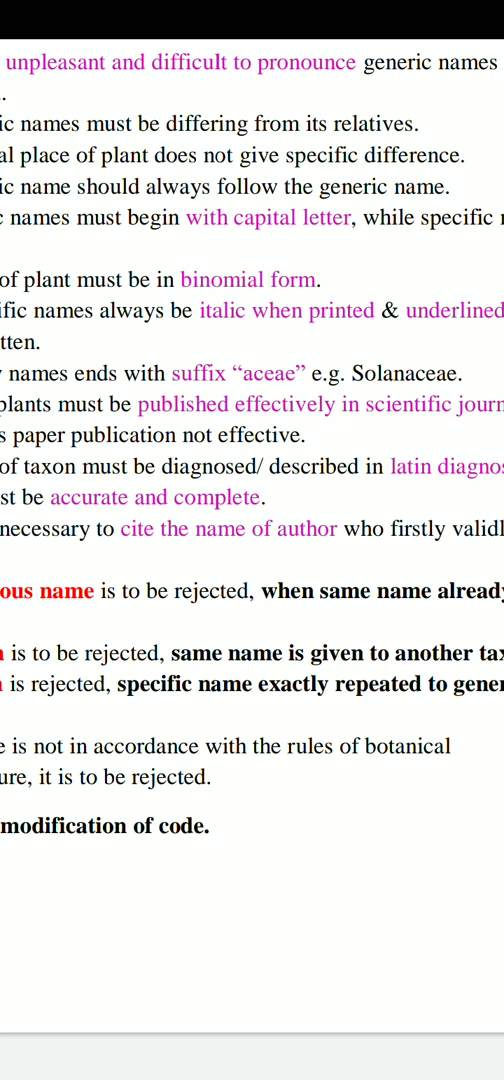 unpleasant and difficult to pronounce generic names
..
ic names must be differing from its relatives.
al place of plant does not give specific difference.
ic name should always follow the generic name.
c names must begin with capital letter, while specific
of plant must be in binomial form.
ific names always be italic when printed & underlined
tten.
names ends with suffix “aceae” e.g. Solanaceae.
plants must be published effectively in scientific journ
s paper publication not effective.
of taxon must be diagnosed/ described in latin diagnos
st be accurate and complete.
necessary to cite the name of author who firstly validl
ous name is to be rejected, when same name already
is to be rejected, same name is given to another tax
is rejected, specific name exactly repeated to gener
e is not in accordance with the rules of botanical
ure, it is to be rejected.
modification of code.